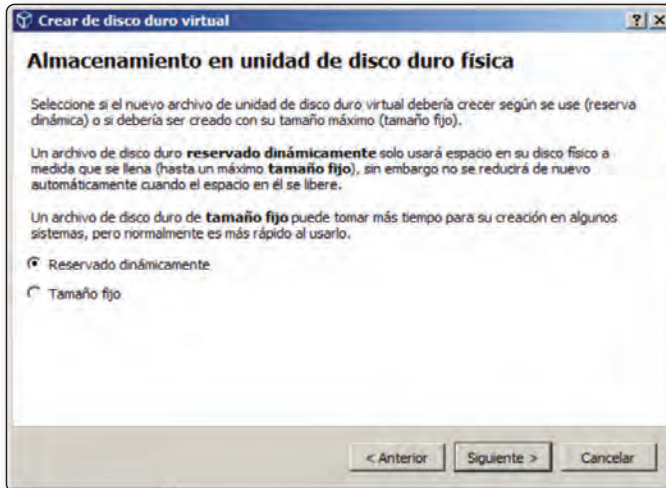 Crear de disco duro virtual
Almacenamiento en unidad de disco duro física
Seleccione si el nuevo archivo de unidad de disco duro virtual debería crecer según se use (reserva
dinámica) o si debería ser creado con su tamaño máximo (tamaño fijo).
Un archivo de disco duro reservado dinámicamente solo usará espacio en su disco físico a
medida que se llena (hasta un máximo tamaño fijo), sin embargo no se reducirá de nuevo
automáticamente cuando el espacio en él se libere.
Un archivo de disco duro de tamaño fijo puede tomar más tiempo para su creación en algunos
sistemas, pero normalmente es más rápido al usarlo.
Reservado dinámicamente
Tamaño fijo
< Anterior Siguiente > Cancelar